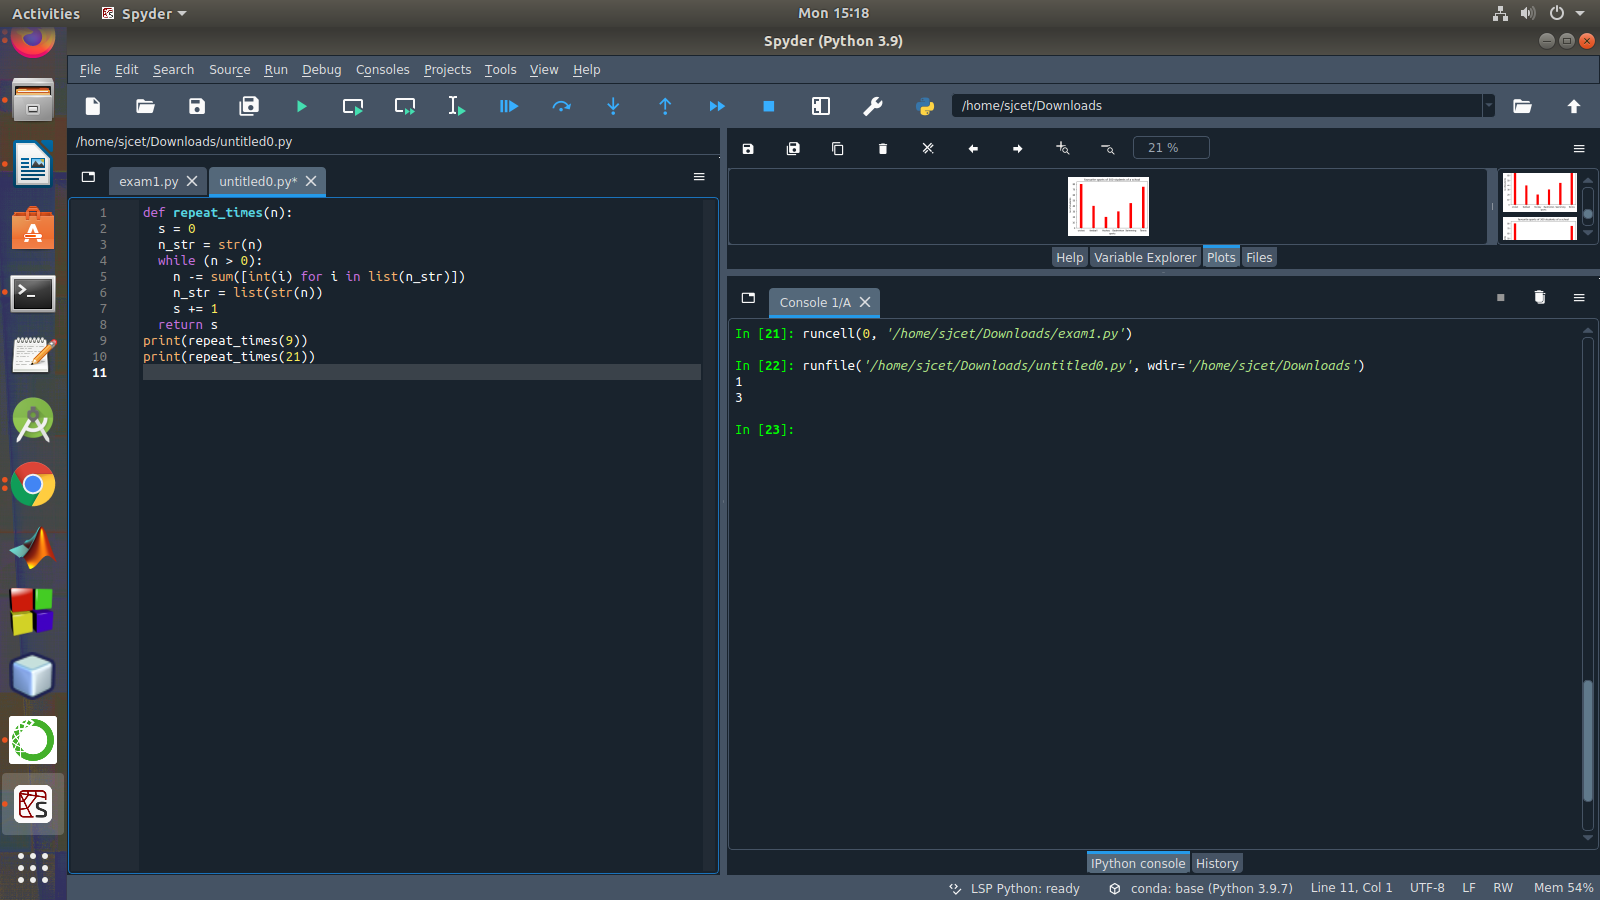 Activities Spyder Mon 15:18
Spyder (Python 3.9)
File Edit Search Source Run Debug Consoles Projects Tools View Help
/home/sjcet/Downloads
/home/sjcet/Downloads/untitled0.py
exam1.py untitled0.py*
1 def repeat_times(n):
2 s = 0
3 n_str = str(n)
4 while (n > 0):
5 n -= sum([int(i) for i in list(n_str)])
6 n_str = list(str(n))
7 s += 1
8 return s
9 print(repeat_times(9))
10 print(repeat_times(21))
11
21 %
Help Variable Explorer Plots Files
Console 1/A
In [21]: runcell(0, '/home/sjcet/Downloads/exam1.py')
In [22]: runfile('/home/sjcet/Downloads/untitled0.py', wdir='/home/sjcet/Downloads')
1
3
In [23]:
IPython console History
LSP Python: ready conda: base (Python 3.9.7) Line 11, Col 1 UTF-8 LF RW Mem 54%